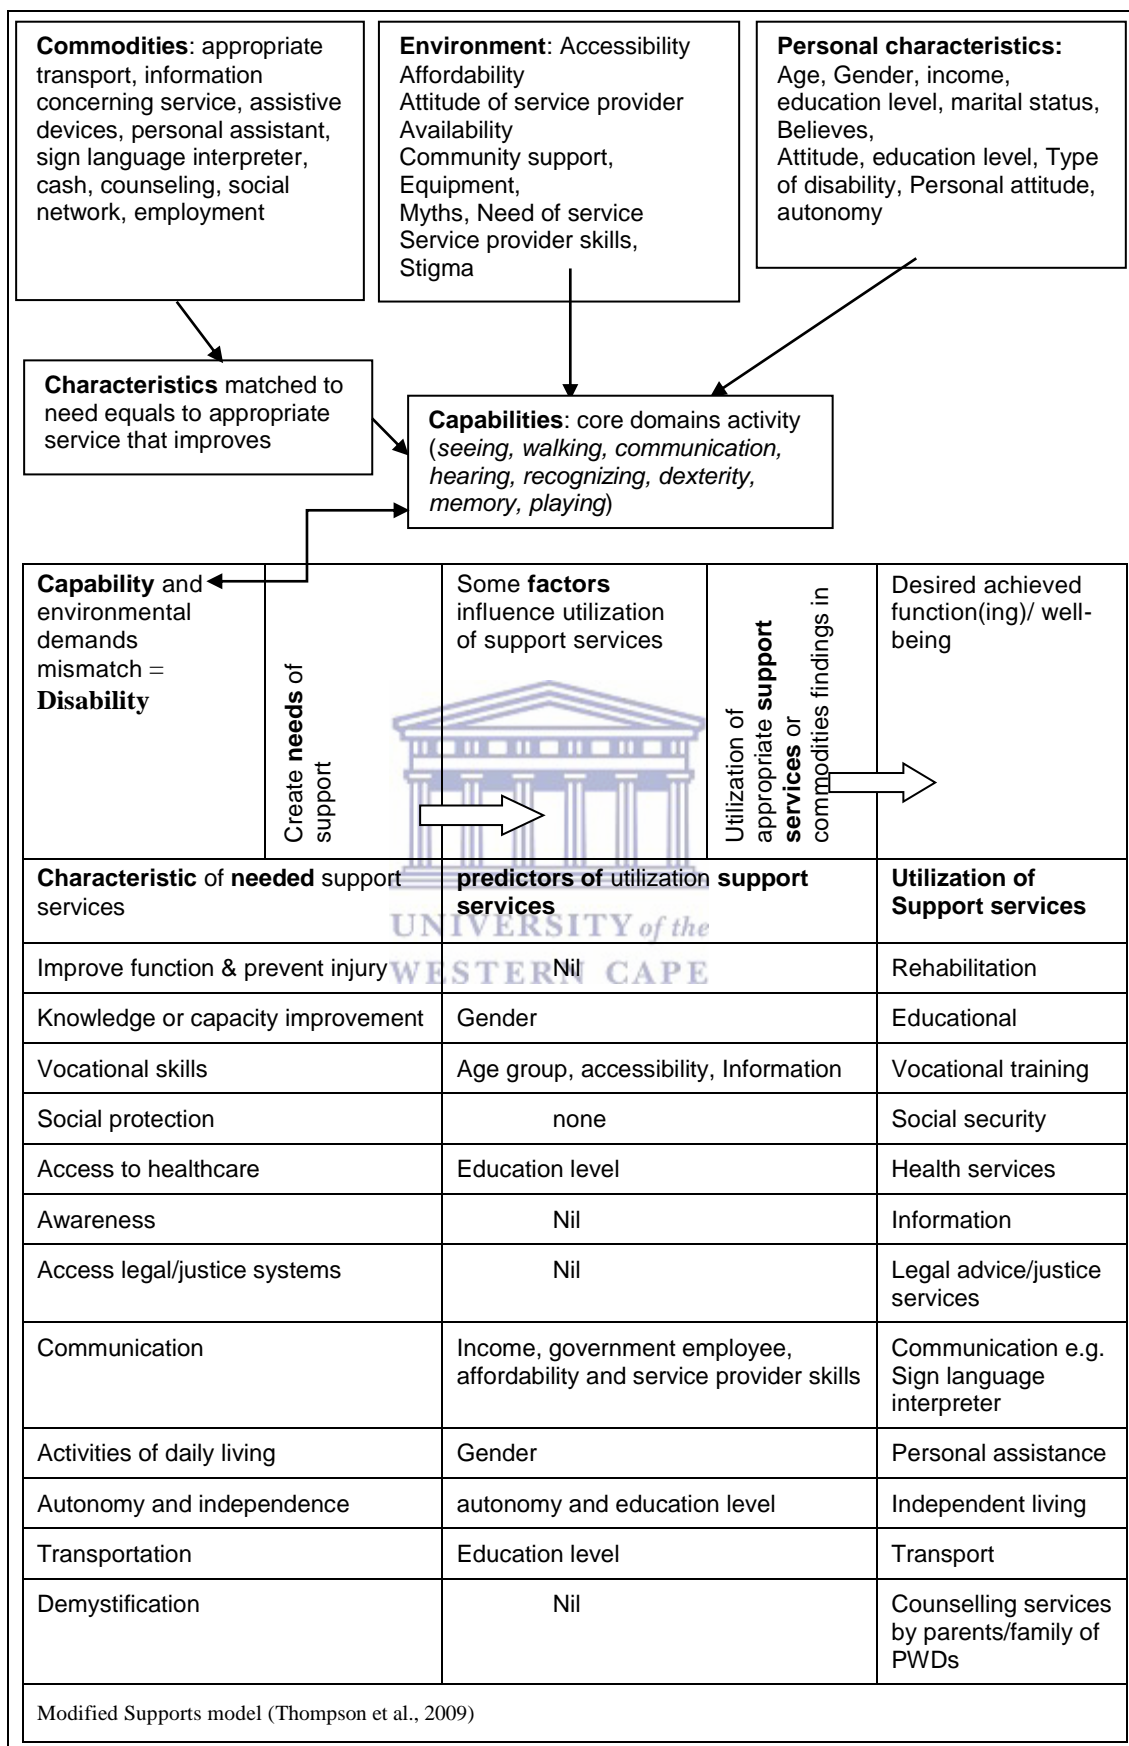 Commodities: appropriate
transport, information
concerning service, assistive
devices, personal assistant,
sign language interpreter,
cash, counseling, social
network, employment
Environment: Accessibility
Affordability
Attitude of service provider
Availability
Community support,
Equipment,
Myths, Need of service
Service provider skills,
Stigma
Personal characteristics:
Age, Gender, income,
education level, marital status,
Believes,
Attitude, education level, Type
of disability, Personal attitude,
autonomy
Characteristics matched to
need equals to appropriate
service that improves
Capabilities: core domains activity
(seeing, walking, communication,
hearing, recognizing, dexterity,
memory, playing)
Capability and
environmental
demands
mismatch =
Disability
Create needs of
support
Some factors
influence utilization
of support services
Utilization of
appropriate support
services or
commodities findings in
Desired achieved
function(ing)/ well-
being
Characteristic of needed support
services
predictors of utilization support
services
Utilization of
Support services
UNIVERSITY of the
WESTERN CAPE
Improve function & prevent injury
Nil
Rehabilitation
Knowledge or capacity improvement
Gender
Educational
Vocational skills
Age group, accessibility, Information
Vocational training
Social protection
none
Social security
Access to healthcare
Education level
Health services
Awareness
Nil
Information
Access legal/justice systems
Nil
Legal advice/justice
services
Communication
Income, government employee,
affordability and service provider skills
Communication e.g.
Sign language
interpreter
Activities of daily living
Gender
Personal assistance
Autonomy and independence
autonomy and education level
Independent living
Transportation
Education level
Transport
Demystification
Nil
Counselling services
by parents/family of
PWDs
Modified Supports model (Thompson et al., 2009)